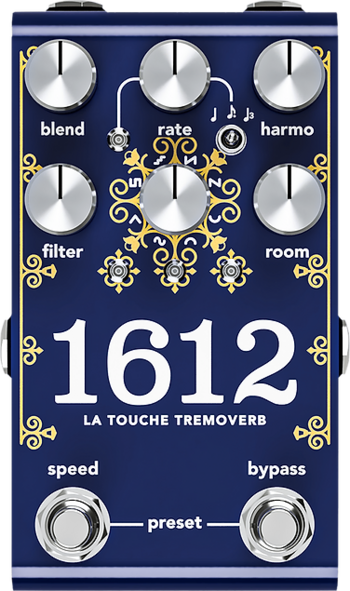 blend rate harmo
filter room
1612
LA TOUCHE TREMOVERB
speed bypass
preset